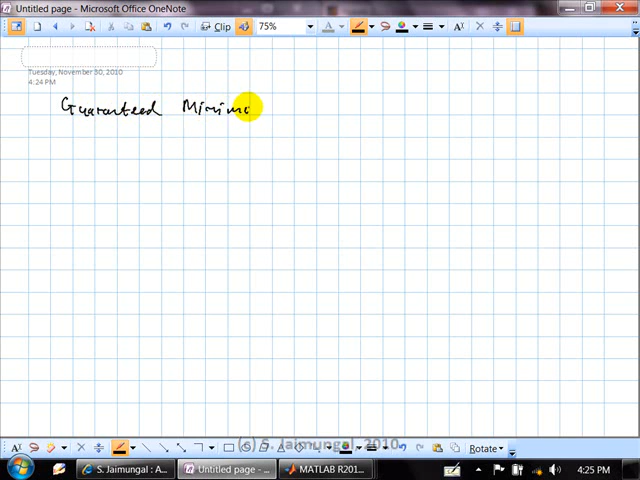 Untitled page - Microsoft Office OneNote
Clip 75%
Tuesday, November 30, 2010
4:24 PM
Guaranteed Minimu
(c) S. Jaimungal, 2010
Rotate
S. Jaimungal : A... Untitled page - ... MATLAB R201... 4:25 PM